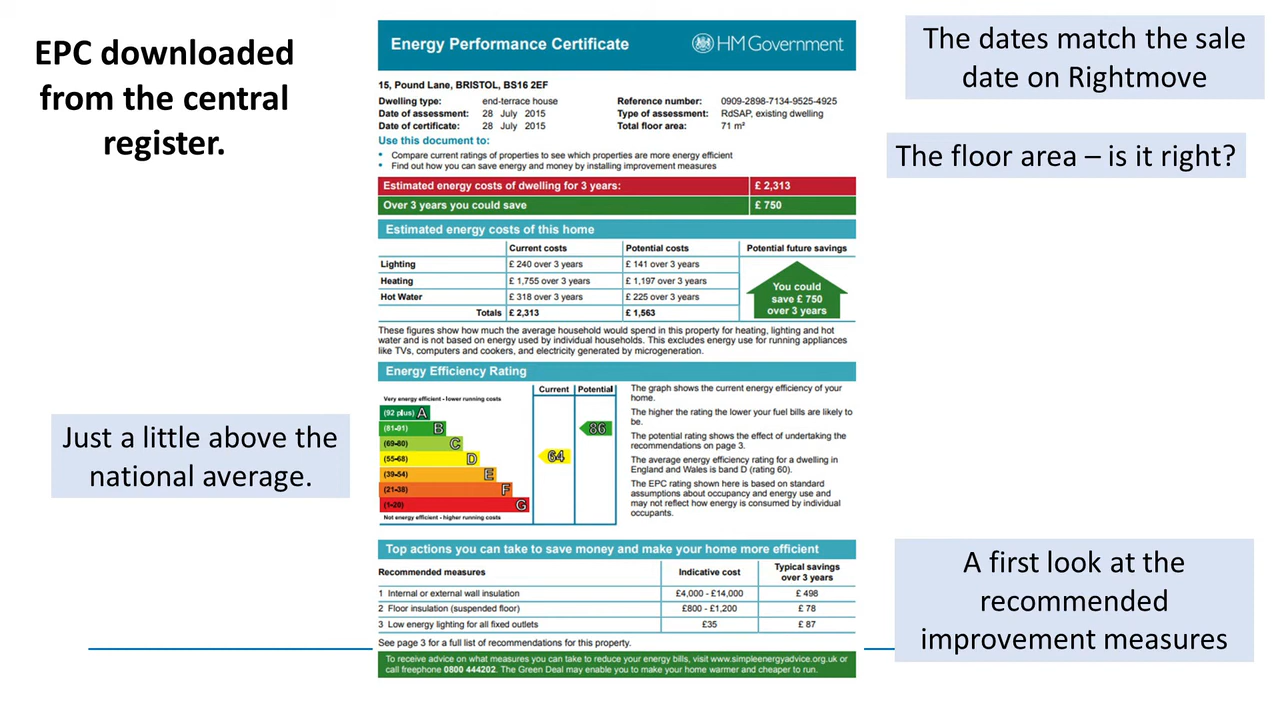 EPC downloaded
from the central
register.
Energy Performance Certificate
HM Government
15, Pound Lane, BRISTOL, BS16 2EF
Dwelling type: end-terrace house Reference number: 0909-2898-7134-9525-4925
Date of assessment: 28 July 2015 Type of assessment: RdSAP, existing dwelling
Date of certificate: 28 July 2015 Total floor area: 71 m²
Use this document to:
• Compare current ratings of properties to see which properties are more energy efficient
• Find out how you can save energy and money by installing improvement measures
Estimated energy costs of dwelling for 3 years: £ 2,313
Over 3 years you could save £ 750
Estimated energy costs of this home
Current costs Potential costs Potential future savings
Lighting £ 240 over 3 years £ 141 over 3 years
Heating £ 1,755 over 3 years £ 1,197 over 3 years
Hot Water £ 318 over 3 years £ 225 over 3 years
Totals £ 2,313 £ 1,563
You could
save £ 750
over 3 years
These figures show how much the average household would spend in this property for heating, lighting and hot
water and is not based on energy used by individual households. This excludes energy use for running appliances
like TVs, computers and cookers, and electricity generated by microgeneration.
Energy Efficiency Rating
Current Potential
Very energy efficient - lower running costs
(92 plus) A
(81-91) B
(69-80) C
(55-68) D
(39-54) E
(21-38) F
(1-20) G
Not energy efficient - higher running costs
64
86
The graph shows the current energy efficiency of your
home.
The higher the rating the lower your fuel bills are likely to
be.
The potential rating shows the effect of undertaking the
recommendations on page 3.
The average energy efficiency rating for a dwelling in
England and Wales is band D (rating 60).
The EPC rating shown here is based on standard
assumptions about occupancy and energy use and
may not reflect how energy is consumed by individual
occupants.
Top actions you can take to save money and make your home more efficient
Recommended measures Indicative cost Typical savings
over 3 years
1 Internal or external wall insulation £4,000 - £14,000 £ 498
2 Floor insulation (suspended floor) £800 - £1,200 £ 78
3 Low energy lighting for all fixed outlets £35 £ 87
See page 3 for a full list of recommendations for this property.
To receive advice on what measures you can take to reduce your energy bills, visit www.simpleenergyadvice.org.uk or
call freephone 0800 444202. The Green Deal may enable you to make your home warmer and cheaper to run.
The dates match the sale
date on Rightmove
The floor area – is it right?
Just a little above the
national average.
A first look at the
recommended
improvement measures